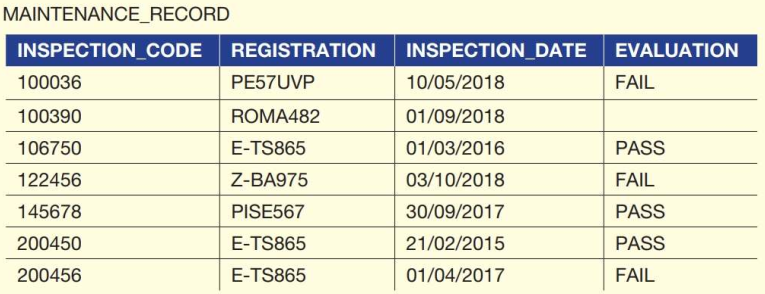 MAINTENANCE_RECORD
INSPECTION_CODE REGISTRATION INSPECTION_DATE EVALUATION
100036 PE57UVP 10/05/2018 FAIL
100390 ROMA482 01/09/2018
106750 E-TS865 01/03/2016 PASS
122456 Z-BA975 03/10/2018 FAIL
145678 PISE567 30/09/2017 PASS
200450 E-TS865 21/02/2015 PASS
200456 E-TS865 01/04/2017 FAIL